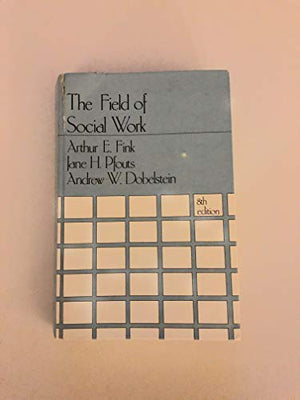 The Field of
Social Work
Arthur E. Fink
Jane H. Pfouts
Andrew W. Dobelstein
8th
edition